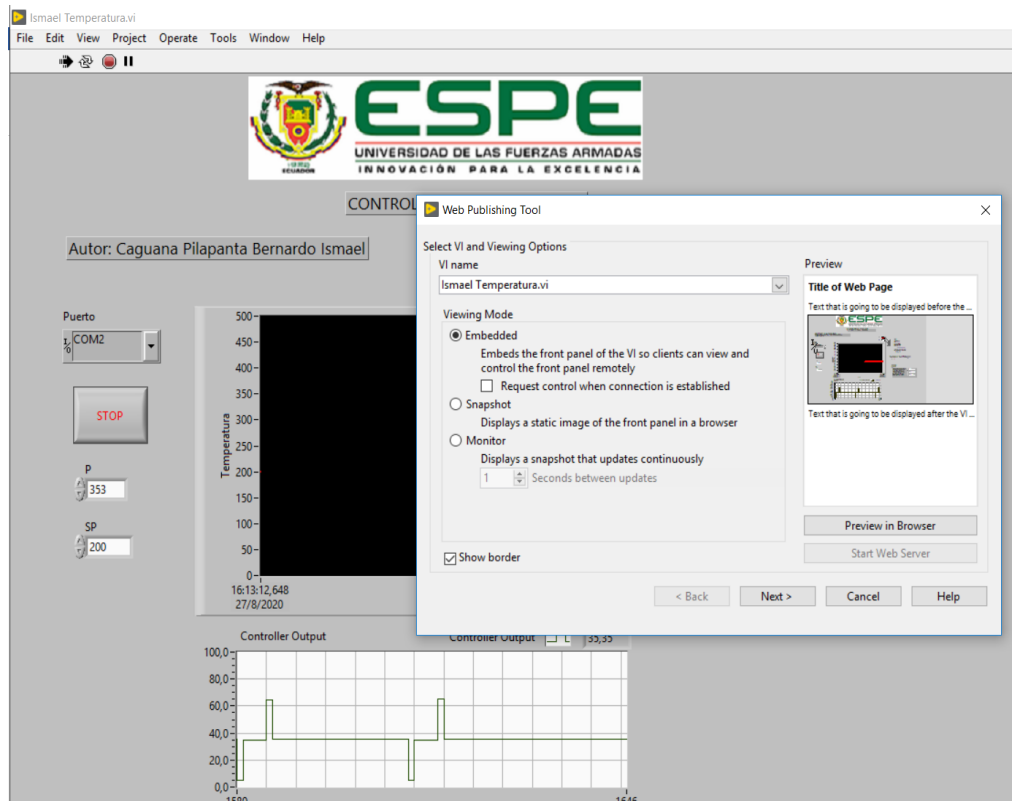 Ismael Temperatura.vi
File Edit View Project Operate Tools Window Help
ESPE
UNIVERSIDAD DE LAS FUERZAS ARMADAS
INNOVACIÓN PARA LA EXCELENCIA
ECUADOR
CONTROL
Autor: Caguana Pilapanta Bernardo Ismael
Puerto
COM2
STOP
P
353
SP
200
Temperatura
500
450
400
350
300
250
200
150
100
50
0
16:13:12,648
27/8/2020
Web Publishing Tool
Select VI and Viewing Options
VI name
Ismael Temperatura.vi
Viewing Mode
Embedded
Embeds the front panel of the VI so clients can view and
control the front panel remotely
Request control when connection is established
Snapshot
Displays a static image of the front panel in a browser
Monitor
Displays a snapshot that updates continuously
1 Seconds between updates
Show border
Preview
Title of Web Page
Text that is going to be displayed before the ...
ESPE
Text that is going to be displayed after the VI ...
Preview in Browser
Start Web Server
< Back Next > Cancel Help
Controller Output
Controller Output 35,35
100,0
80,0
60,0
40,0
20,0
0,0
1580 1646